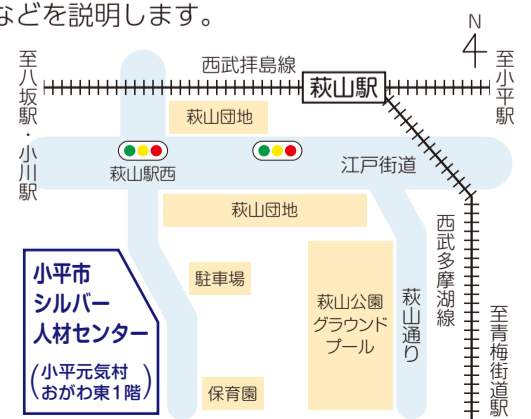 などを説明します。
N
西武拝島線
萩山駅
至八坂駅・小川駅
至小平駅
萩山団地
萩山駅西
江戸街道
萩山団地
小平市
シルバー
人材センター
(小平元気村
おがわ東1階)
駐車場
保育園
萩山公園
グラウンド
プール
萩山通り
西武多摩湖線
至青梅街道駅